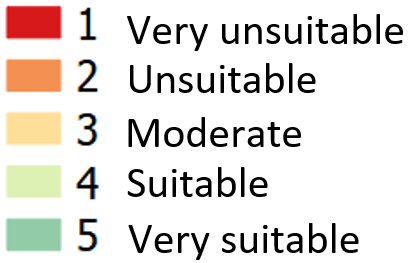 1 Very unsuitable
2 Unsuitable
3 Moderate
4 Suitable
5 Very suitable